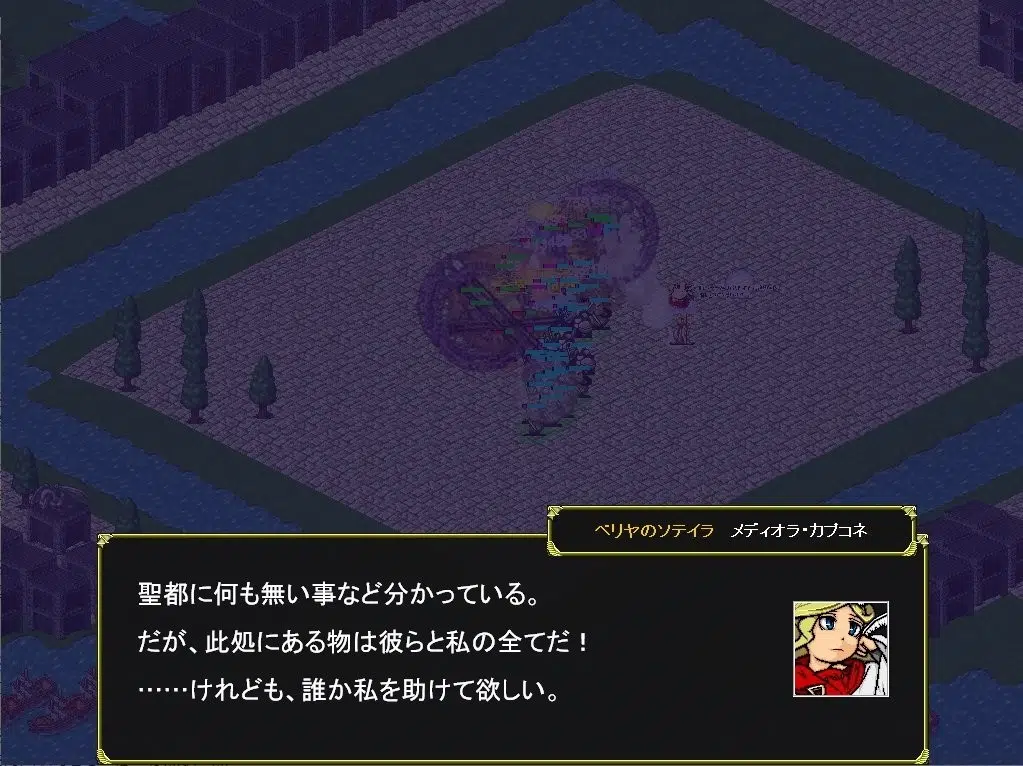 ベリヤのソテイラ メディオラ・カプコネ
聖都に何も無い事など分かっている。
だが、此処にある物は彼らと私の全てだ！
……けれども、誰か私を助けて欲しい。